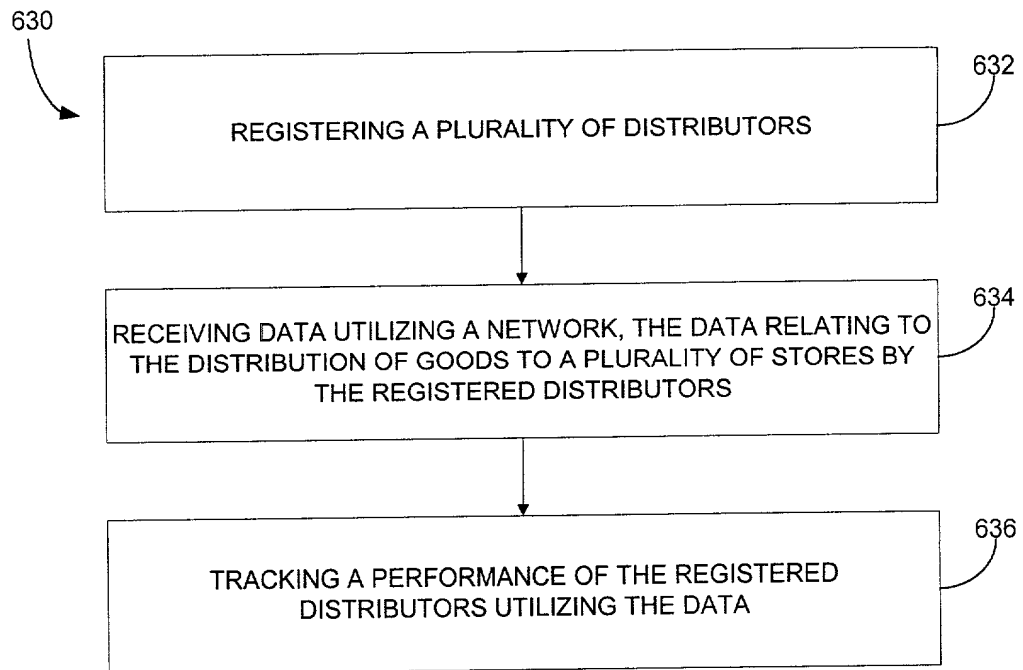 630
632
REGISTERING A PLURALITY OF DISTRIBUTORS
634
RECEIVING DATA UTILIZING A NETWORK, THE DATA RELATING TO
THE DISTRIBUTION OF GOODS TO A PLURALITY OF STORES BY
THE REGISTERED DISTRIBUTORS
636
TRACKING A PERFORMANCE OF THE REGISTERED
DISTRIBUTORS UTILIZING THE DATA